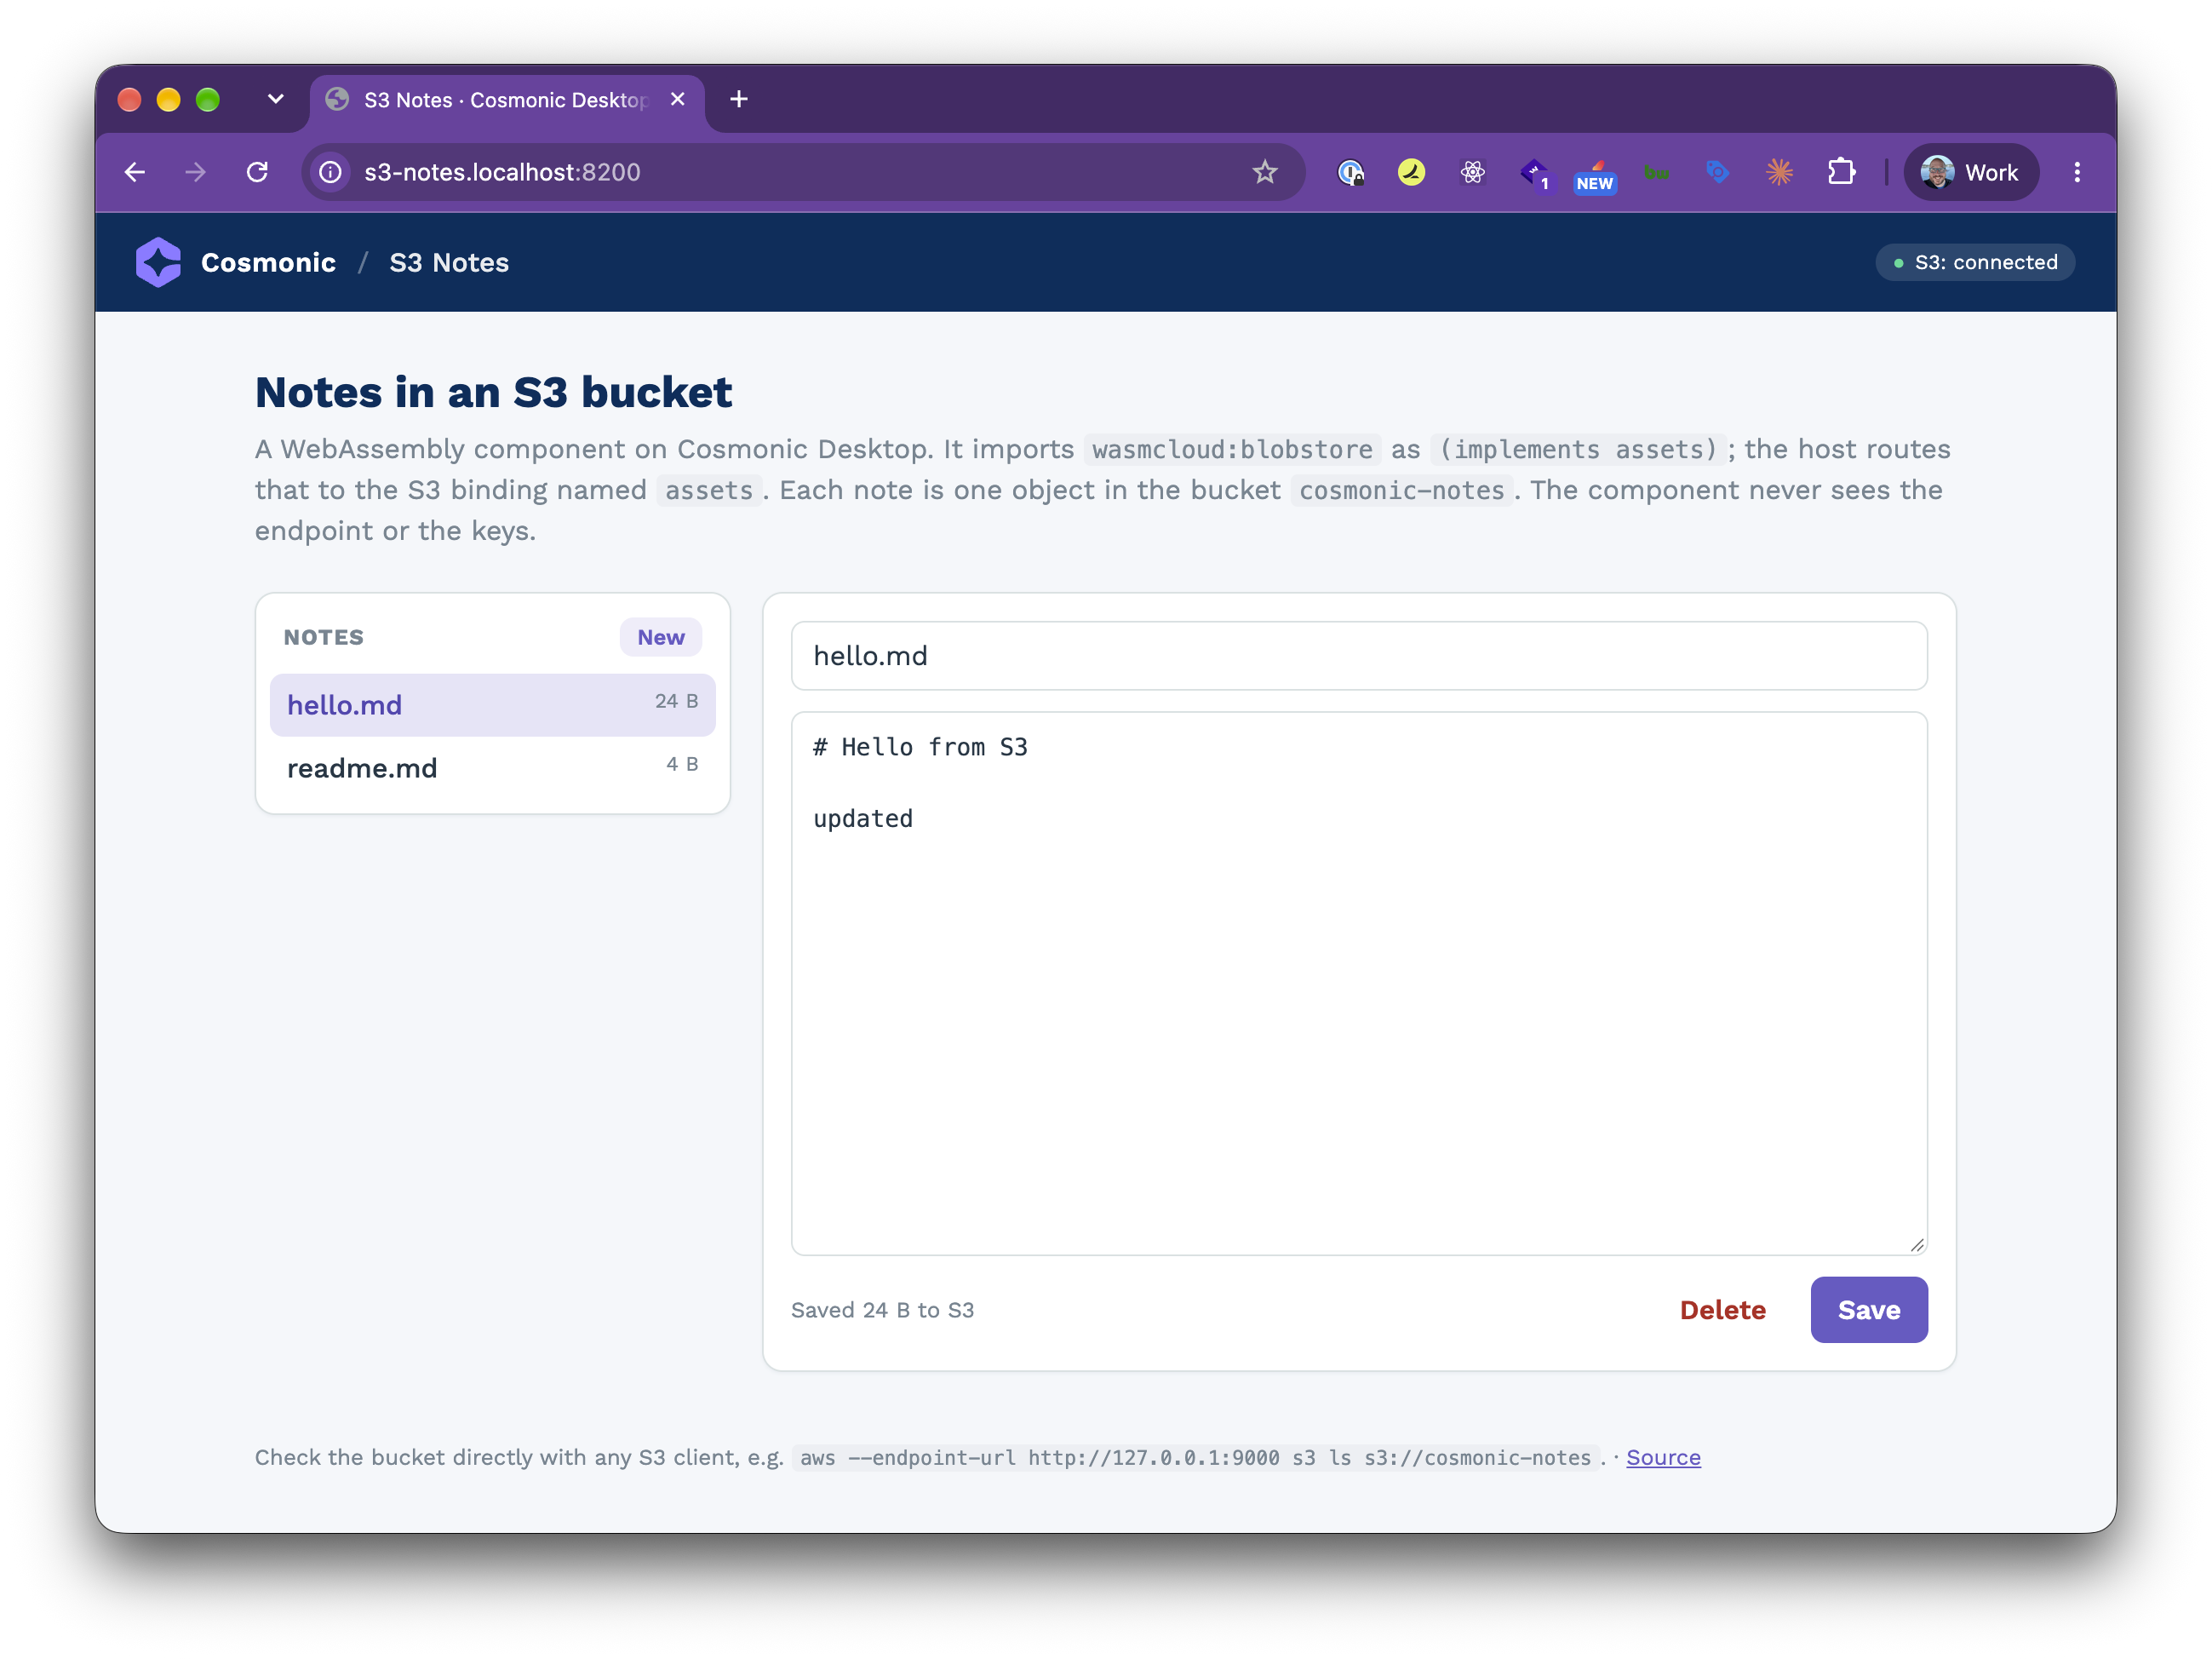 S3 Notes · Cosmonic Desktop
s3-notes.localhost:8200
1
NEW
bw
Work
Cosmonic / S3 Notes
S3: connected
Notes in an S3 bucket
A WebAssembly component on Cosmonic Desktop. It imports wasmcloud:blobstore as (implements assets); the host routes
that to the S3 binding named assets. Each note is one object in the bucket cosmonic-notes. The component never sees the
endpoint or the keys.
NOTES
New
hello.md 24 B
readme.md 4 B
hello.md
# Hello from S3
updated
Saved 24 B to S3
Delete
Save
Check the bucket directly with any S3 client, e.g. aws --endpoint-url http://127.0.0.1:9000 s3 ls s3://cosmonic-notes. · Source